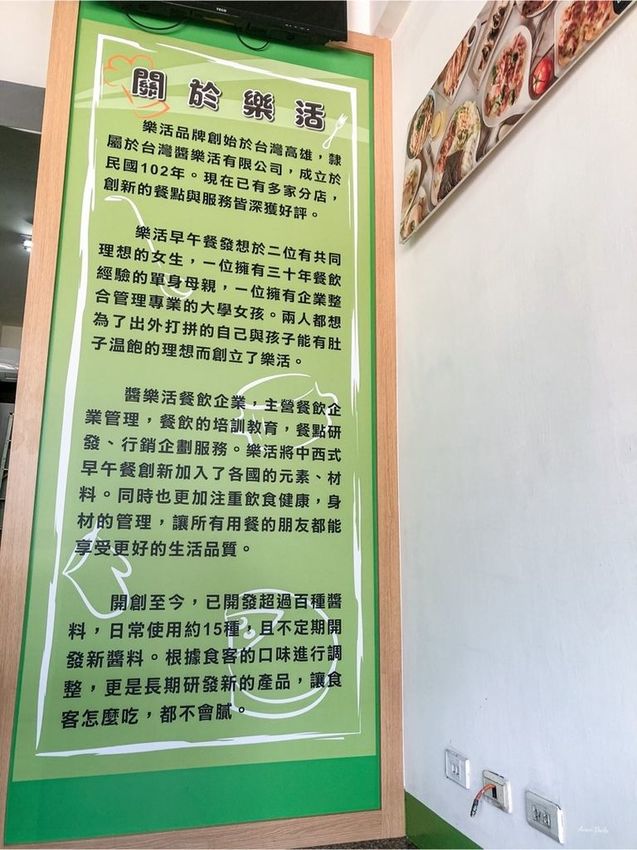 關於樂活
樂活品牌創始於台灣高雄，隸
屬於台灣醬樂活有限公司，成立於
民國102年。現在已有多家分店，
創新的餐點與服務皆深獲好評。
樂活早午餐發想於二位有共同
理想的女生，一位擁有三十年餐飲
經驗的單身母親，一位擁有企業整
合管理專業的大學女孩。兩人都想
為了出外打拼的自己與孩子能有肚
子温飽的理想而創立了樂活。
醬樂活餐飲企業，主營餐飲企
業管理，餐飲的培訓教育，餐點研
發、行銷企劃服務。樂活將中西式
早午餐創新加入了各國的元素、材
料。同時也更加注重飲食健康，身
材的管理，讓所有用餐的朋友都能
享受更好的生活品質。
開創至今，已開發超過百種醬
料，日常使用約15種，且不定期開
發新醬料。根據食客的口味進行調
整，更是長期研發新的產品，讓食
客怎麼吃，都不會膩。